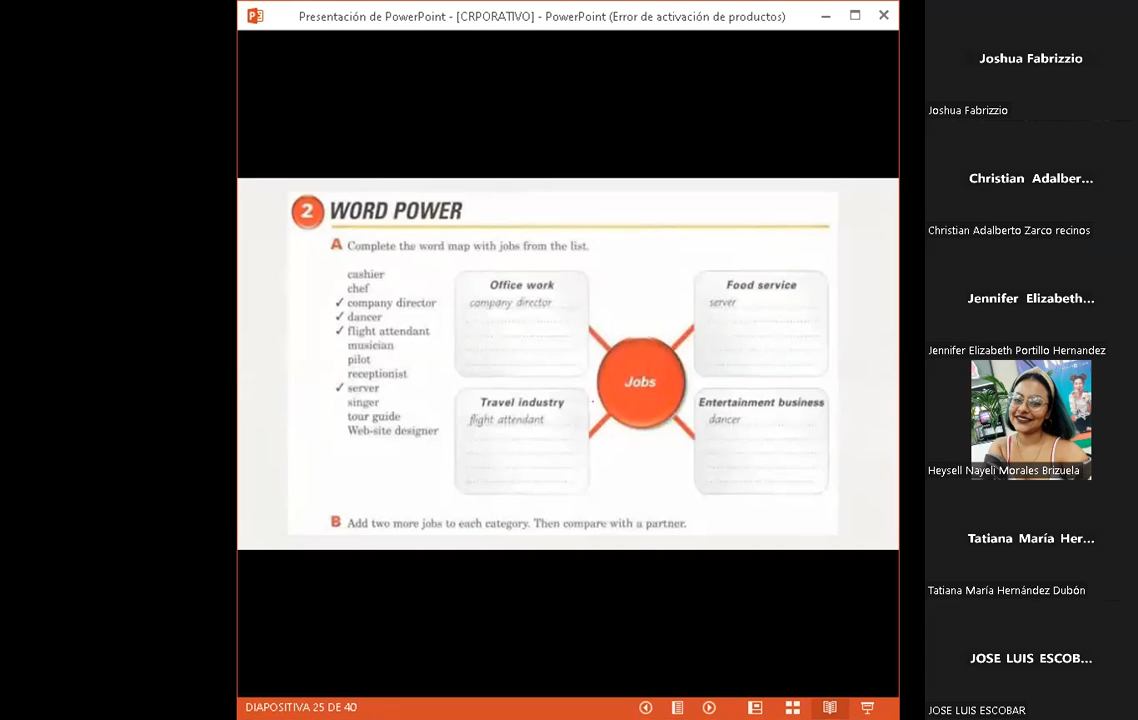 Presentación de PowerPoint - [CRPORATIVO] - PowerPoint (Error de activación de productos)
2 WORD POWER
A Complete the word map with jobs from the list.
cashier
chef
✓ company director
✓ dancer
✓ flight attendant
musician
pilot
receptionist
✓ server
singer
tour guide
Web-site designer
Office work
company director
Food service
server
Jobs
Travel industry
flight attendant
Entertainment business
dancer
B Add two more jobs to each category. Then compare with a partner.
DIAPOSITIVA 25 DE 40
Joshua Fabrizzio
Joshua Fabrizzio
Christian Adalber...
Christian Adalberto Zarco recinos
Jennifer Elizabeth...
Jennifer Elizabeth Portillo Hernandez
Heysell Nayeli Morales Brizuela
Tatiana María Her...
Tatiana María Hernández Dubón
JOSE LUIS ESCOB...
JOSE LUIS ESCOBAR